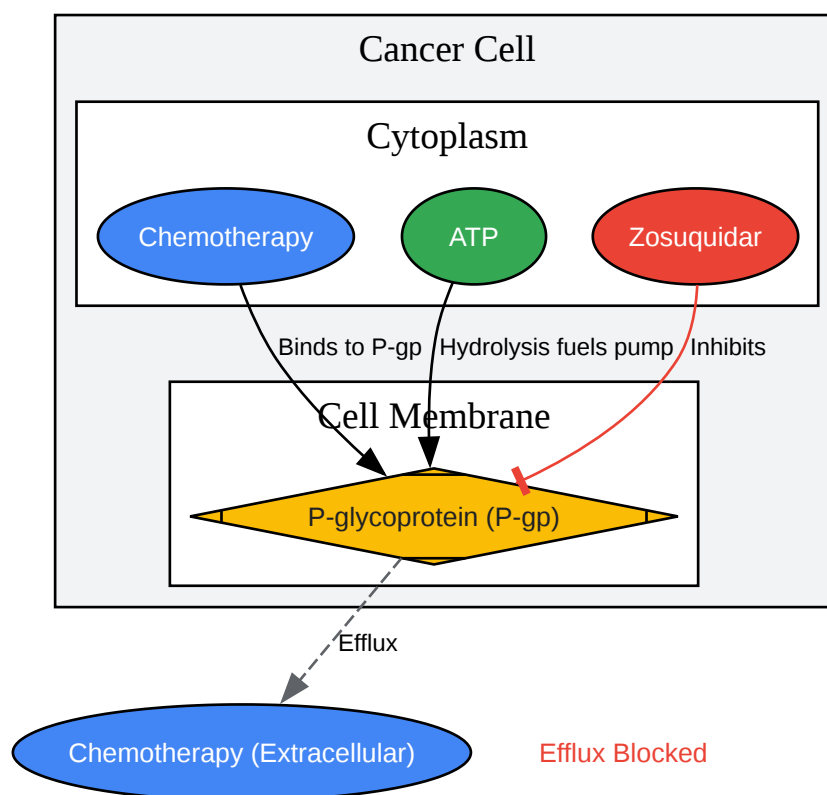 Cancer Cell
Cytoplasm
Chemotherapy
ATP
Zosuquidar
Binds to P-gp
Hydrolysis fuels pump
Inhibits
Cell Membrane
P-glycoprotein (P-gp)
Efflux
Chemotherapy (Extracellular)
Efflux Blocked